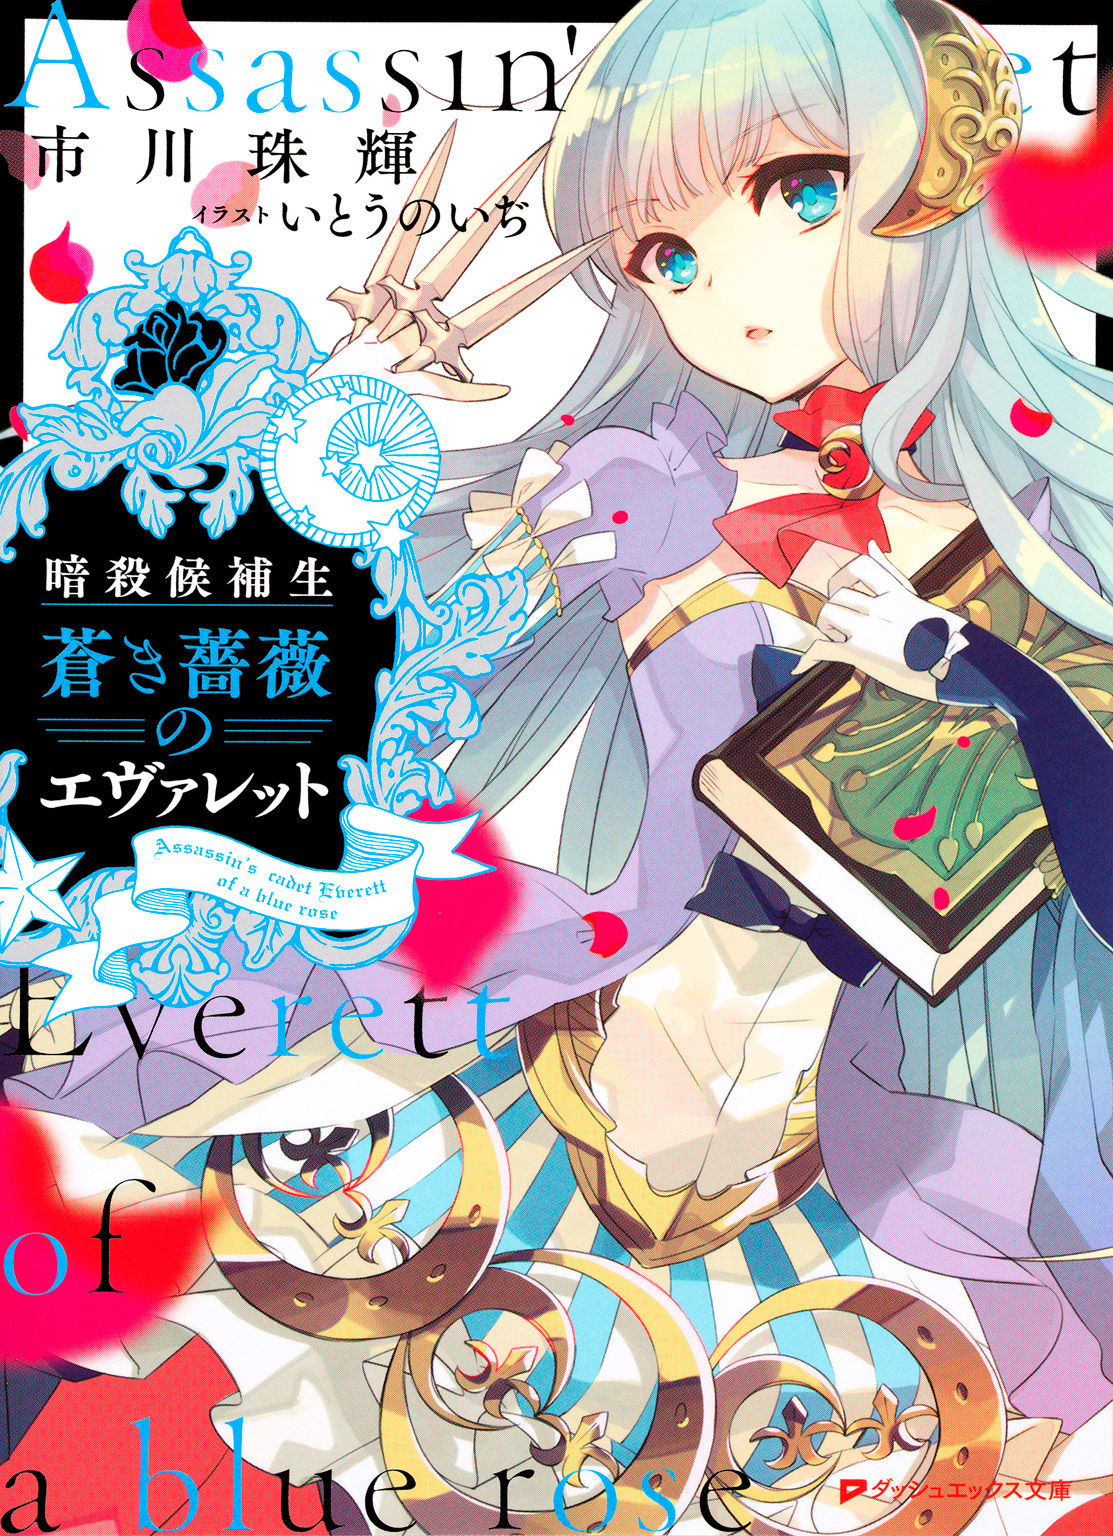 Assassin's cadet
市川珠輝
イラスト いとうのいぢ
暗殺候補生
蒼き薔薇
の
エヴァレット
Assassin's cadet Everett
of a blue rose
Everett
of
a blue rose
ダッシュエックス文庫